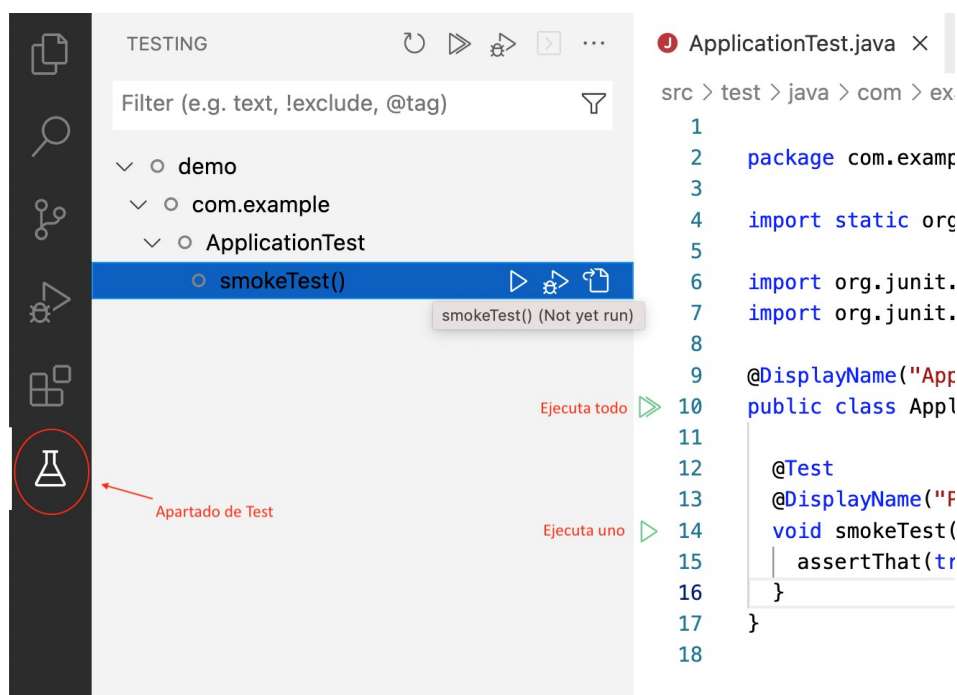 TESTING
Filter (e.g. text, !exclude, @tag)
demo
com.example
ApplicationTest
smokeTest()
smokeTest() (Not yet run)
Ejecuta todo
Apartado de Test
Ejecuta uno
J ApplicationTest.java
src > test > java > com > ex
1
2 package com.examp
3
4 import static org
5
6 import org.junit.
7 import org.junit.
8
9 @DisplayName("App
10 public class Appl
11
12 @Test
13 @DisplayName("P
14 void smokeTest(
15 assertThat(tr
16 }
17 }
18